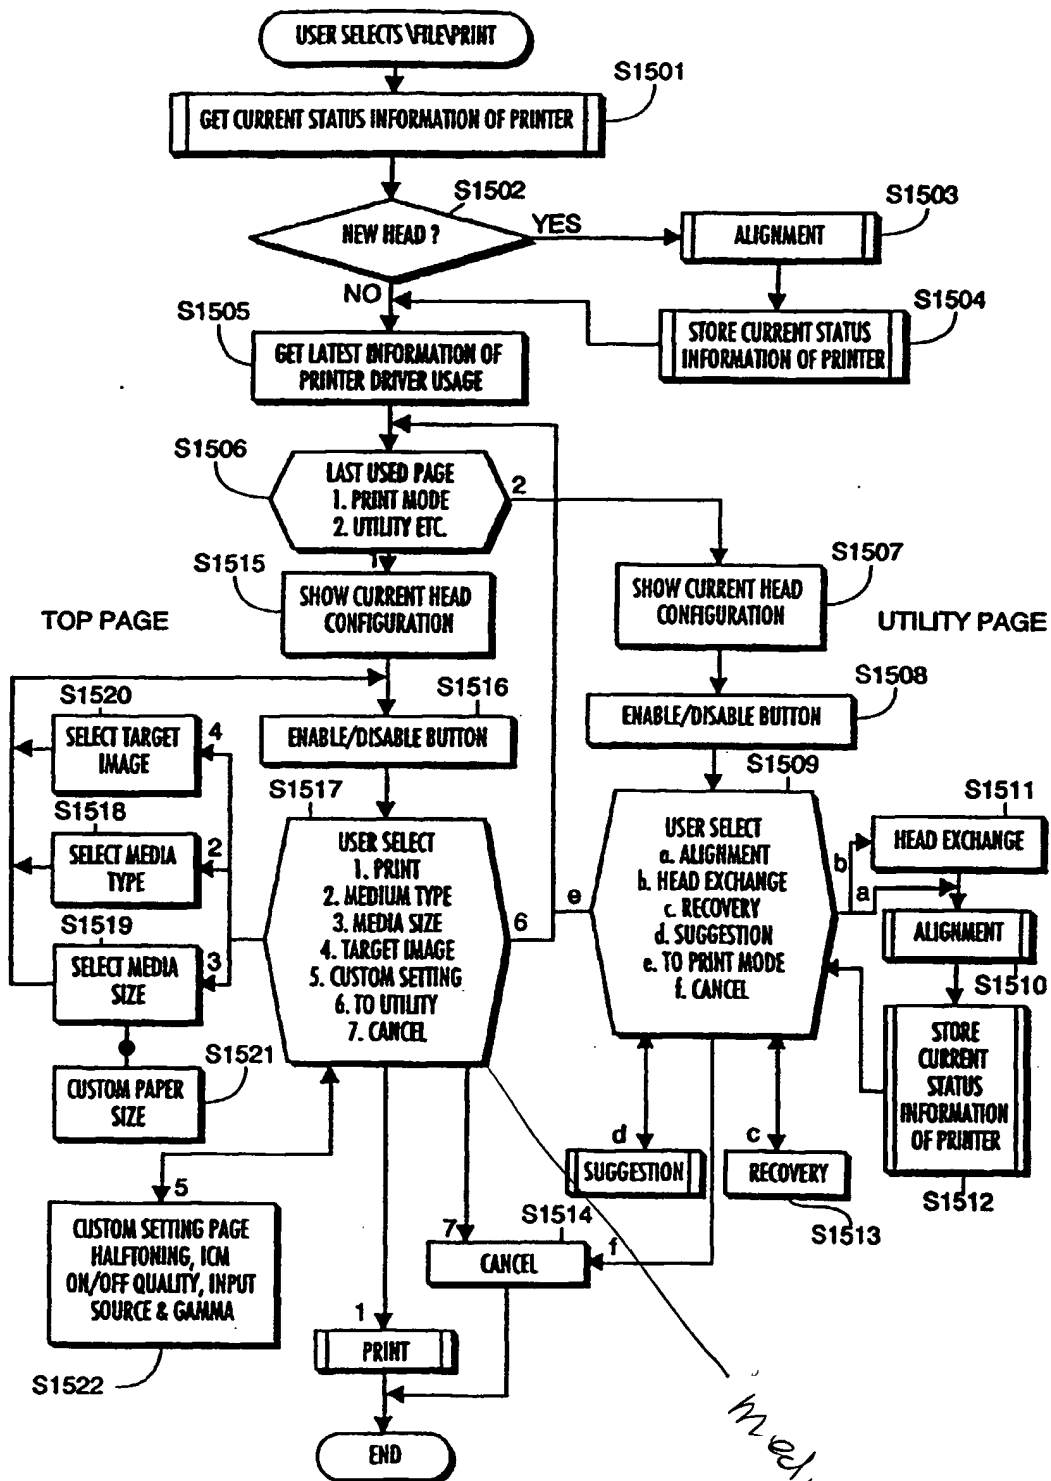 USER SELECTS \FILE\PRINT
S1501
GET CURRENT STATUS INFORMATION OF PRINTER
S1502
NEW HEAD ?
YES
S1503
ALIGNMENT
NO
S1504
STORE CURRENT STATUS
INFORMATION OF PRINTER
S1505
GET LATEST INFORMATION OF
PRINTER DRIVER USAGE
S1506
LAST USED PAGE
1. PRINT MODE
2. UTILITY ETC.
2
1
S1515
SHOW CURRENT HEAD
CONFIGURATION
S1507
SHOW CURRENT HEAD
CONFIGURATION
TOP PAGE
UTILITY PAGE
S1516
ENABLE/DISABLE BUTTON
S1508
ENABLE/DISABLE BUTTON
S1520
SELECT TARGET
IMAGE
4
S1518
SELECT MEDIA
TYPE
2
S1519
SELECT MEDIA
SIZE
3
S1521
CUSTOM PAPER
SIZE
S1517
USER SELECT
1. PRINT
2. MEDIUM TYPE
3. MEDIA SIZE
4. TARGET IMAGE
5. CUSTOM SETTING
6. TO UTILITY
7. CANCEL
6
e
S1509
USER SELECT
a. ALIGNMENT
b. HEAD EXCHANGE
c. RECOVERY
d. SUGGESTION
e. TO PRINT MODE
f. CANCEL
b
a
S1511
HEAD EXCHANGE
ALIGNMENT
S1510
STORE
CURRENT
STATUS
INFORMATION
OF PRINTER
S1512
d
SUGGESTION
c
RECOVERY
S1513
5
CUSTOM SETTING PAGE
HALFTONING, ICM
ON/OFF QUALITY, INPUT
SOURCE & GAMMA
S1522
7
S1514
CANCEL
f
1
PRINT
END